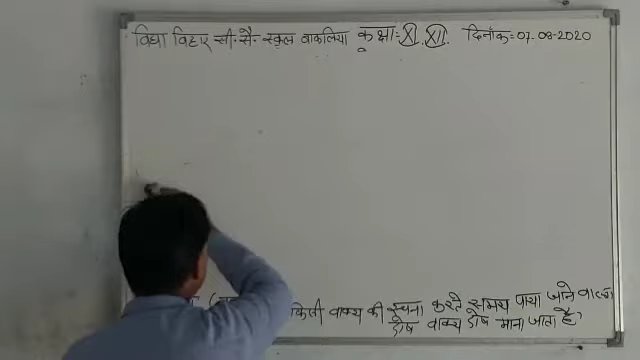 विधा विहार सी. सै. स्कूल बाकलिया कक्षा:- XI, XII. दिनांक:- 07-08-2020
किसी वाक्य की रचना करते समय पाया जाने वाला
दोष वाक्य दोष माना जाता है